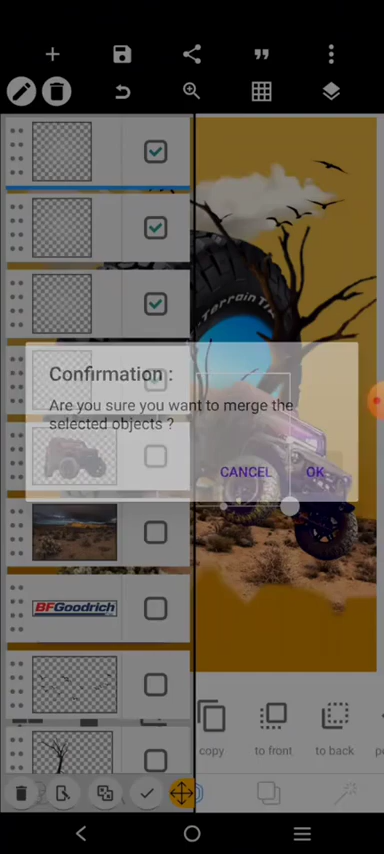 Terrain T/A
Confirmation :
Are you sure you want to merge the
selected objects ?
CANCEL
OK
BFGoodrich
copy
to front
to back